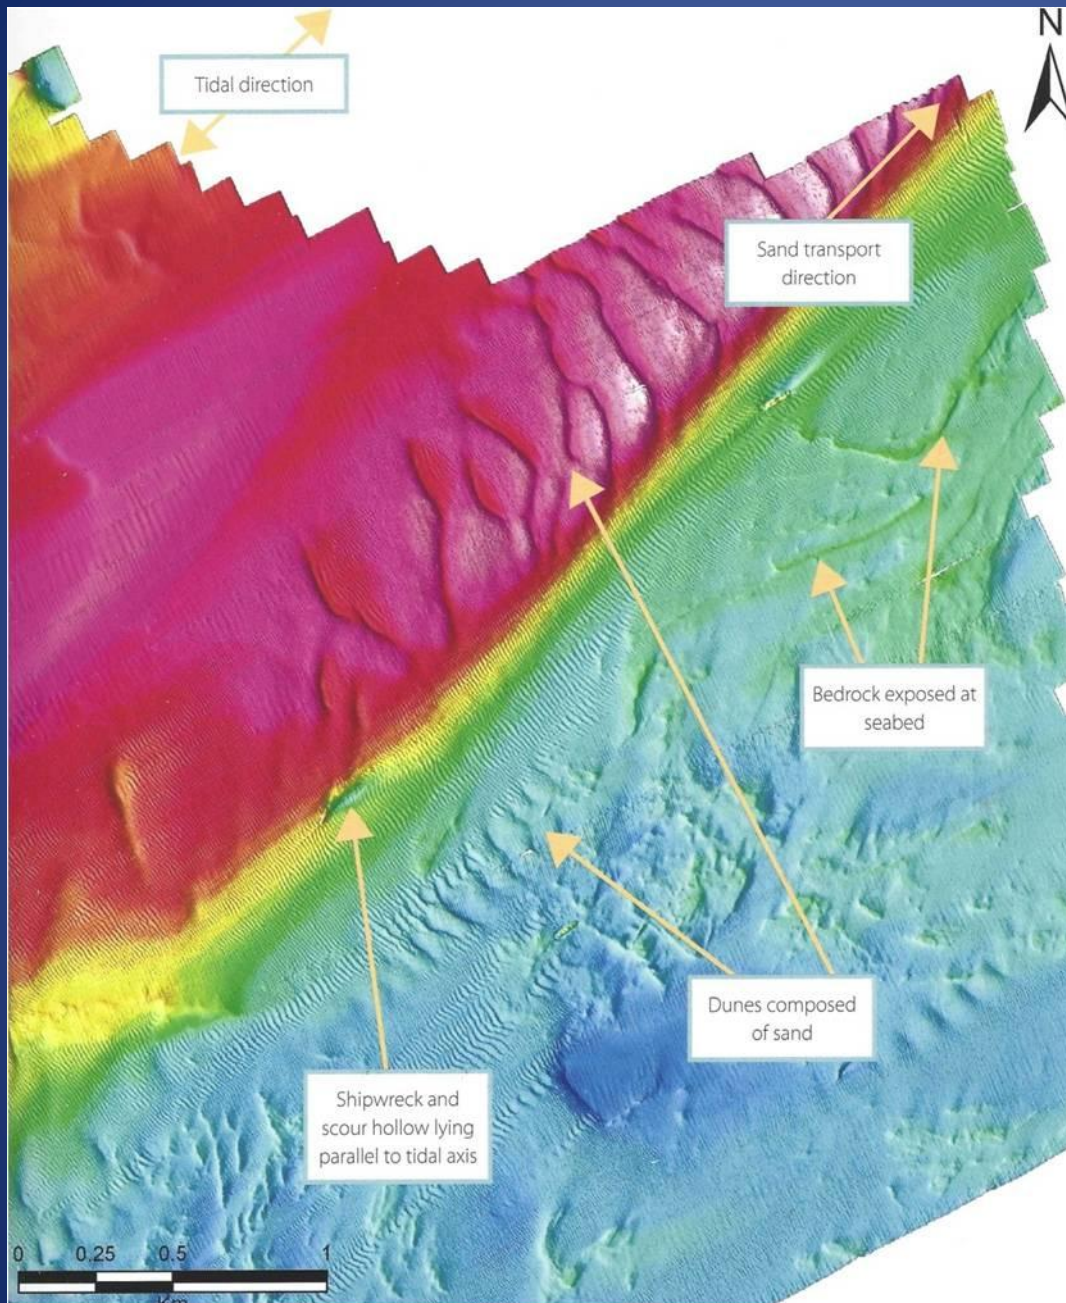 N
Tidal direction
Sand transport
direction
Bedrock exposed at
seabed
Dunes composed
of sand
Shipwreck and
scour hollow lying
parallel to tidal axis
0 0.25 0.5 1
Km